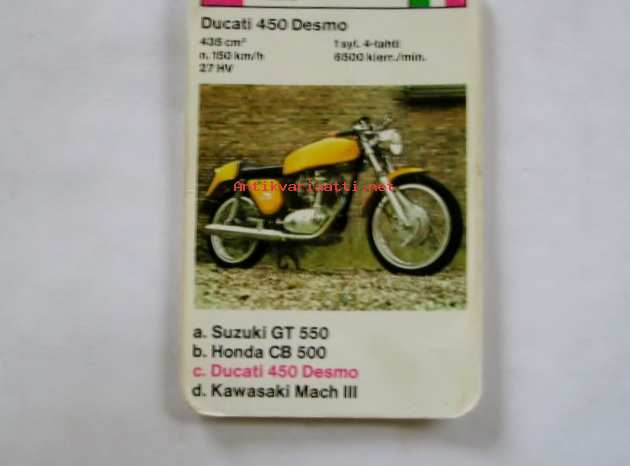 Ducati 450 Desmo
436 cm³ 1 syl. 4-tahti
n. 150 km/h 6500 kierr./min.
27 HV
Antikvariaatti.net
a. Suzuki GT 550
b. Honda CB 500
c. Ducati 450 Desmo
d. Kawasaki Mach III